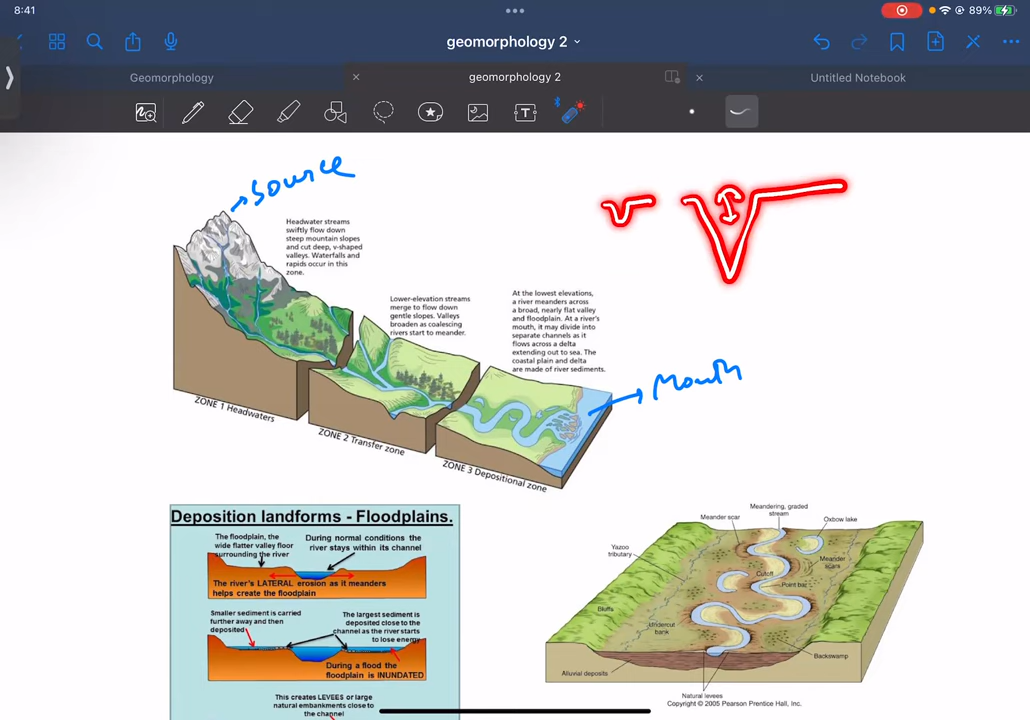 8:41
89%
geomorphology 2
Geomorphology
geomorphology 2
Untitled Notebook
Source
Headwater streams
swiftly flow down
steep mountain slopes
and cut deep, v-shaped
valleys. Waterfalls and
rapids occur in this
zone.
Lower-elevation streams
merge to flow down
gentle slopes. Valleys
broaden as coalescing
rivers start to meander.
At the lowest elevations,
a river meanders across
a broad, nearly flat valley
and floodplain. At a river's
mouth, it may divide into
separate channels as it
flows across a delta
extending out to sea. The
coastal plain and delta
are made of river sediments.
Mouth
ZONE 1 Headwaters
ZONE 2 Transfer zone
ZONE 3 Depositional zone
Deposition landforms - Floodplains.
The floodplain, the
wide flatter valley floor
surrounding the river
During normal conditions the
river stays within its channel
The river's LATERAL erosion as it meanders
helps create the floodplain
Smaller sediment is carried
further away and then
deposited
The largest sediment is
deposited close to the
channel as the river starts
to lose energy
During a flood the
floodplain is INUNDATED
This creates LEVEES or large
natural embankments close to
the channel
Meandering, graded
stream
Meander scar
Oxbow lake
Yazoo
tributary
Meander
scars
Cutoff
Point bar
Bluffs
Undercut
bank
Backswamp
Alluvial deposits
Natural levees
Copyright © 2005 Pearson Prentice Hall, Inc.